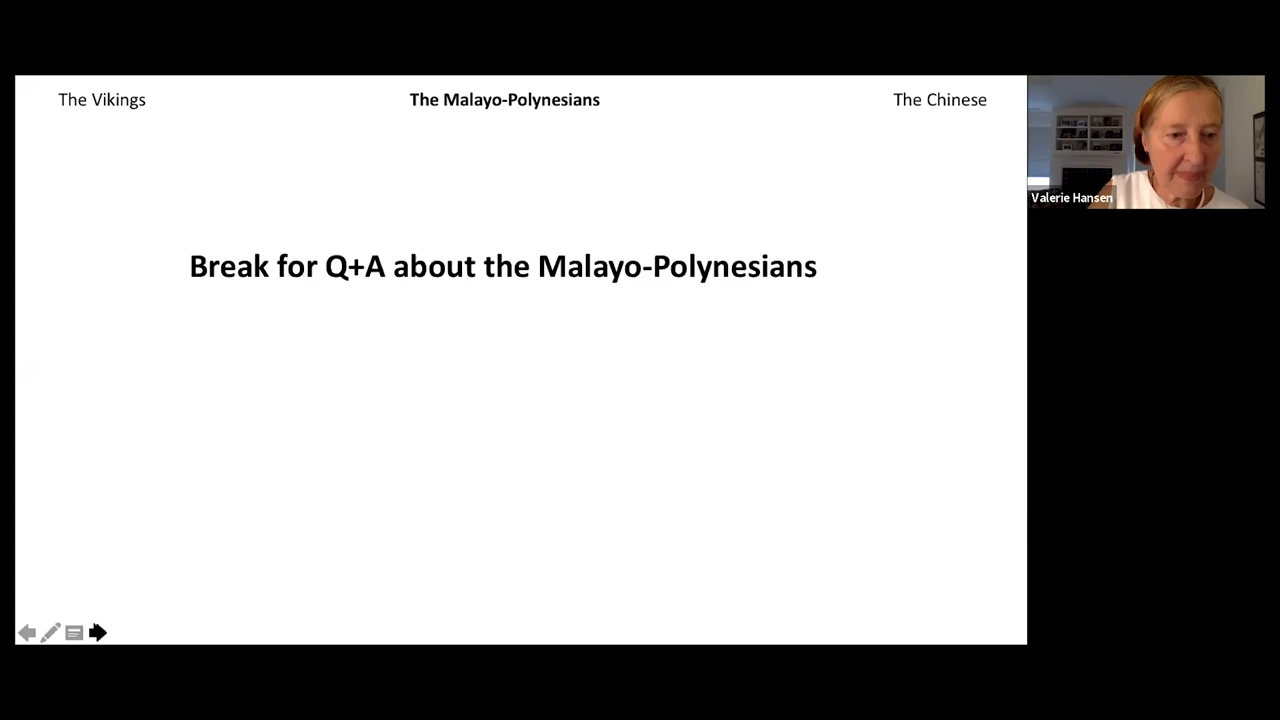 The Vikings
The Malayo-Polynesians
The Chinese
Break for Q+A about the Malayo-Polynesians
Valerie Hansen